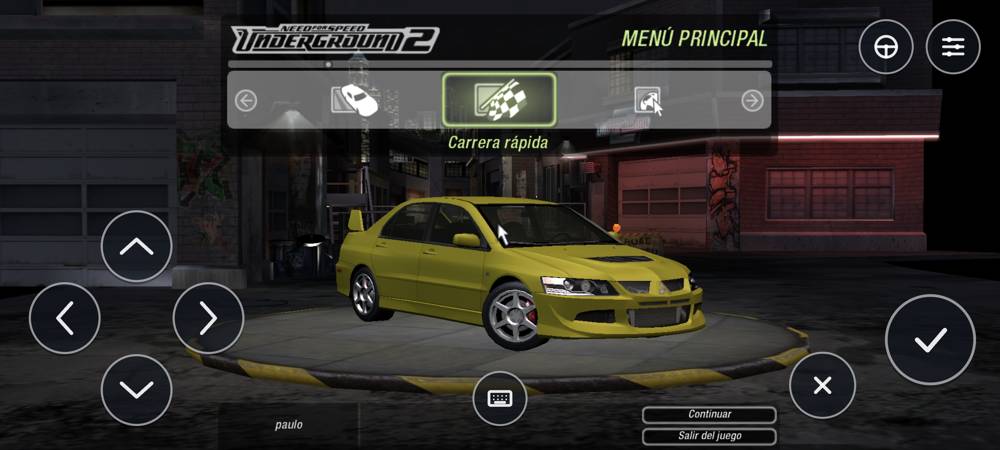 NEED FOR SPEED
UNDERGROUND 2
MENÚ PRINCIPAL
Carrera rápida
paulo
Continuar
Salir del juego